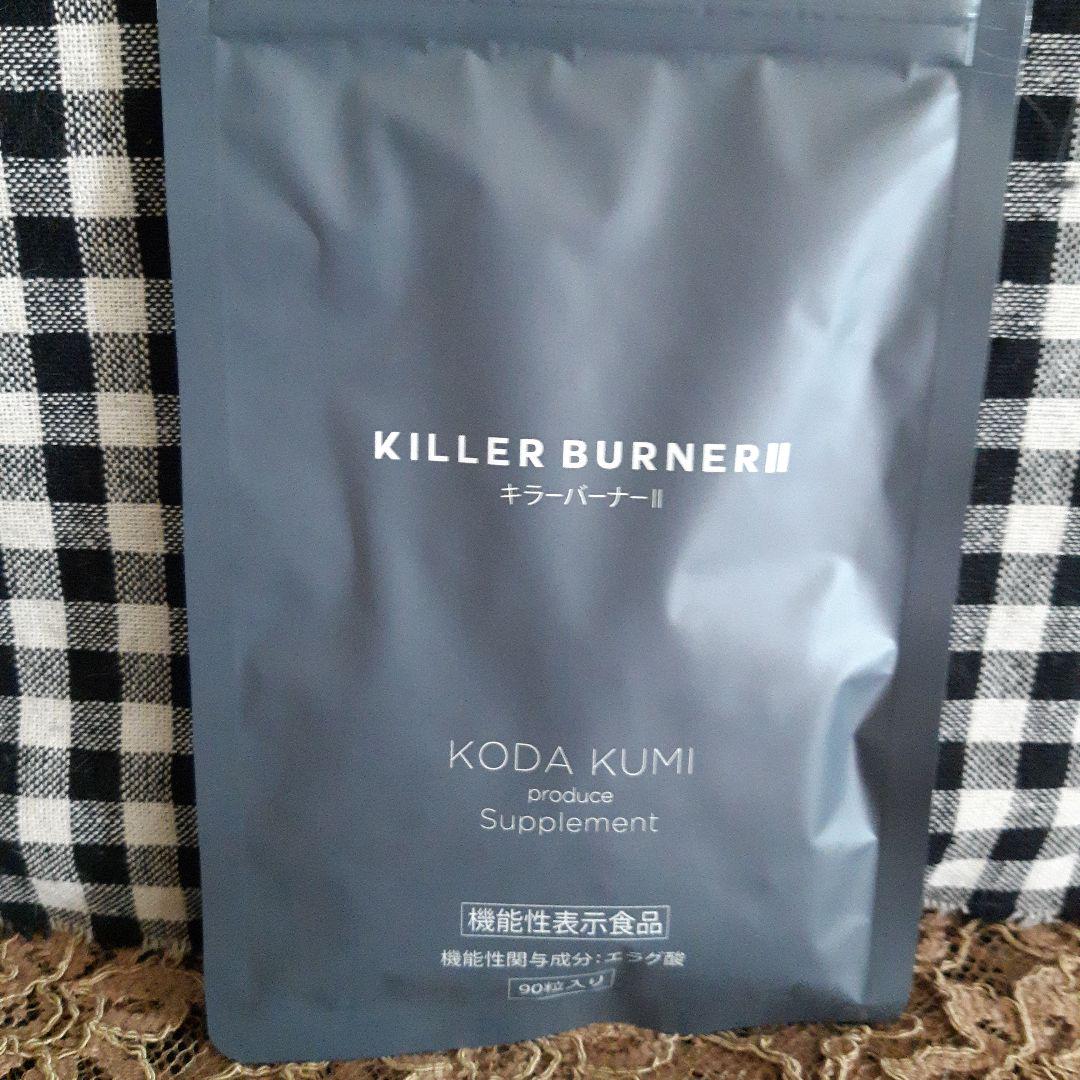 KILLER BURNERⅡ
キラーバーナーⅡ
KODA KUMI
produce
Supplement
機能性表示食品
機能性関与成分:エラグ酸
90粒入り